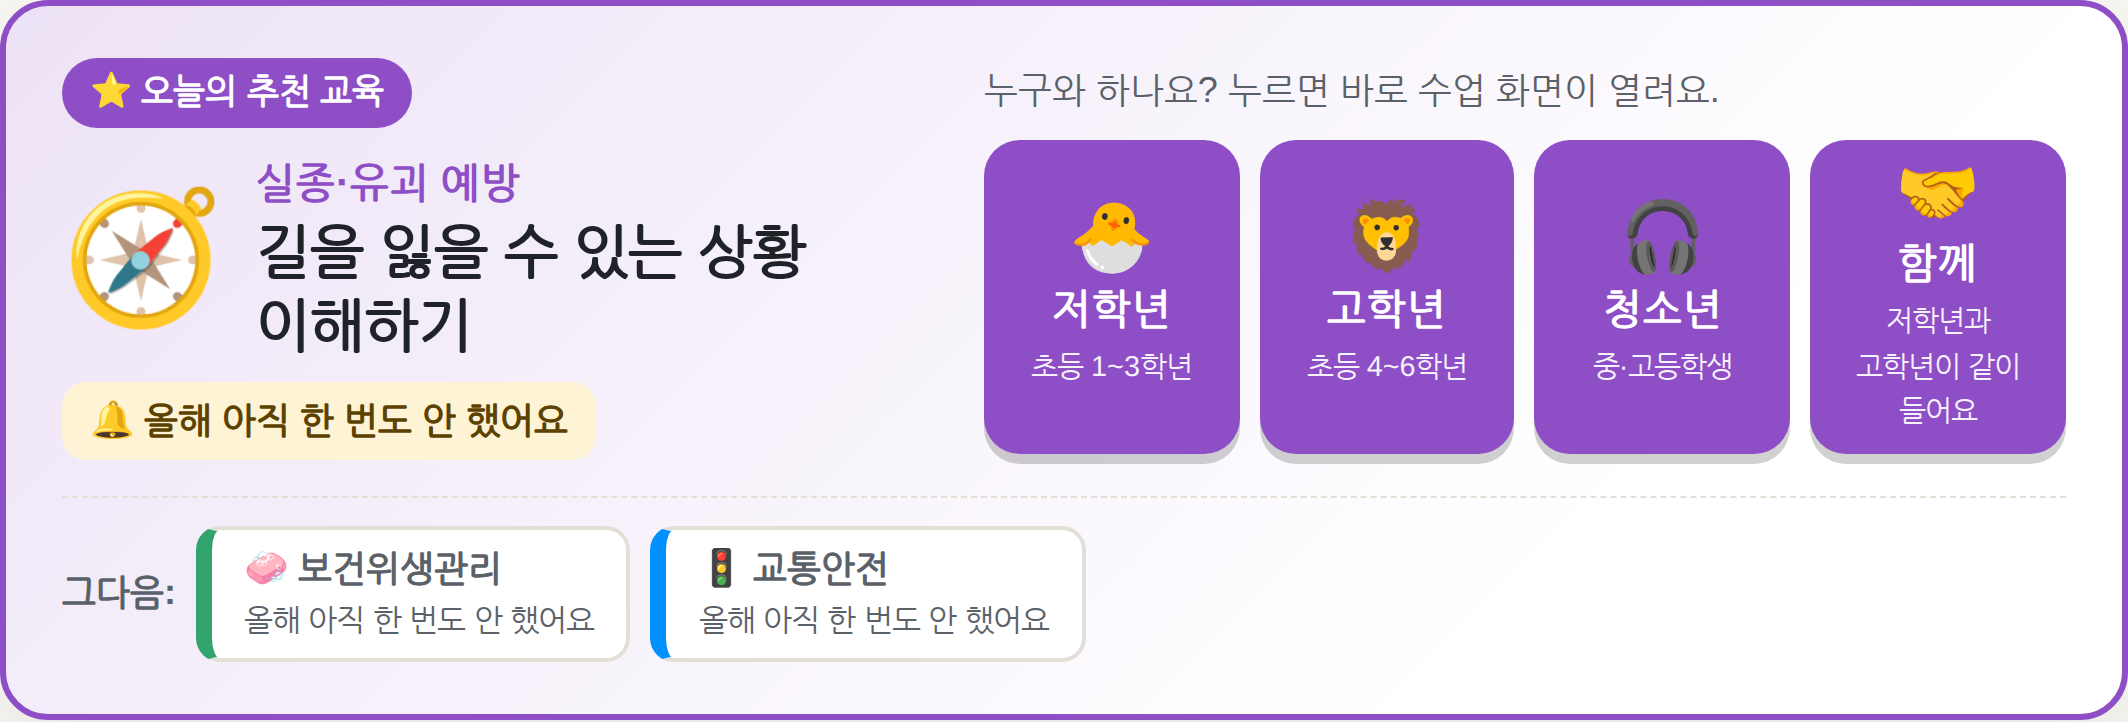 오늘의 추천 교육
실종·유괴 예방
길을 잃을 수 있는 상황
이해하기
올해 아직 한 번도 안 했어요
누구와 하나요? 누르면 바로 수업 화면이 열려요.
저학년
초등 1~3학년
고학년
초등 4~6학년
청소년
중·고등학생
함께
저학년과
고학년이 같이
들어요
그다음:
보건위생관리
올해 아직 한 번도 안 했어요
교통안전
올해 아직 한 번도 안 했어요